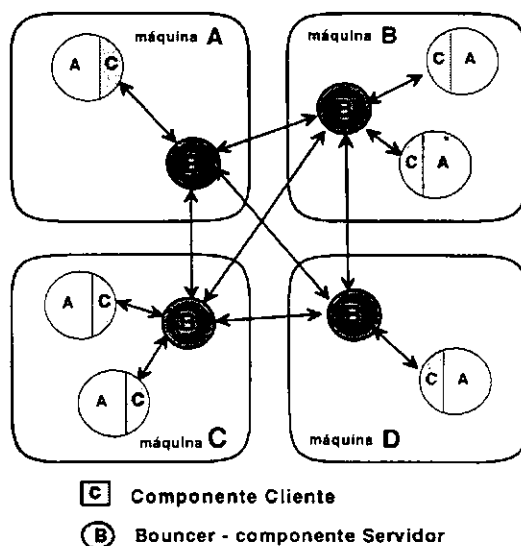 máquina A
A C
B
máquina B
C A
B
C A
A C
B
A C
máquina C
B
C A
máquina D
C Componente Cliente
B Bouncer - componente Servidor